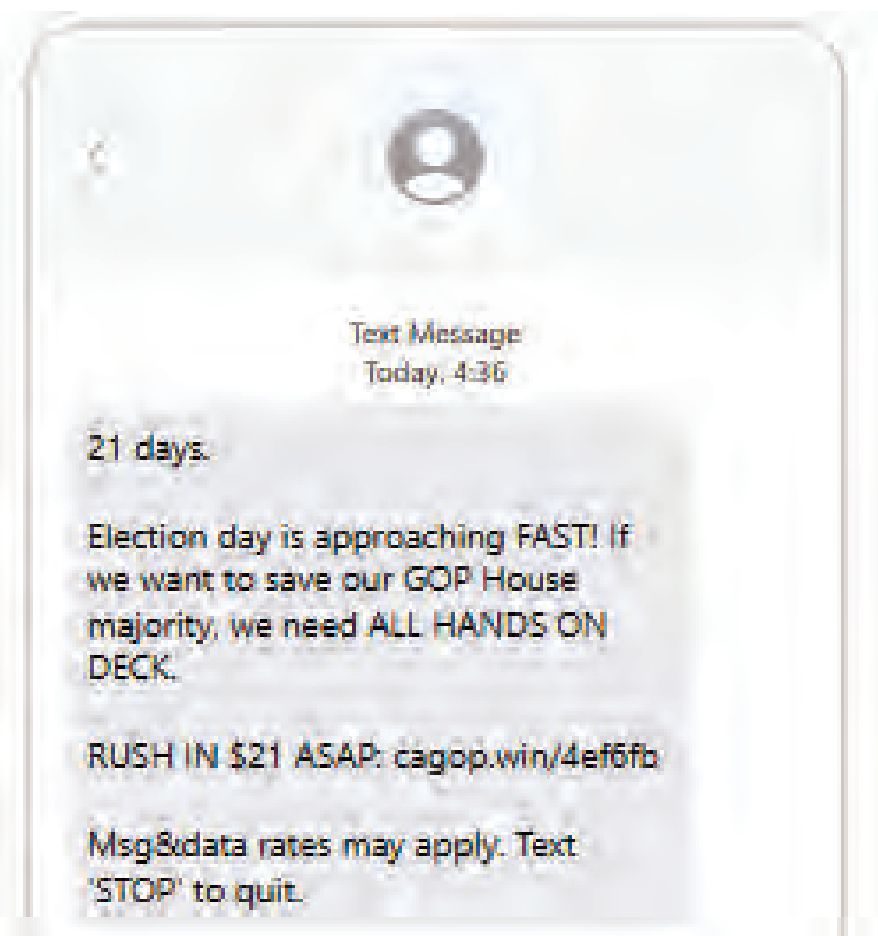 Text Message
Today, 4:36
21 days.
Election day is approaching FAST! If
we want to save our GOP House
majority, we need ALL HANDS ON
DECK.
RUSH IN $21 ASAP: cagop.win/4ef6fb
Msg&data rates may apply. Text
'STOP' to quit.